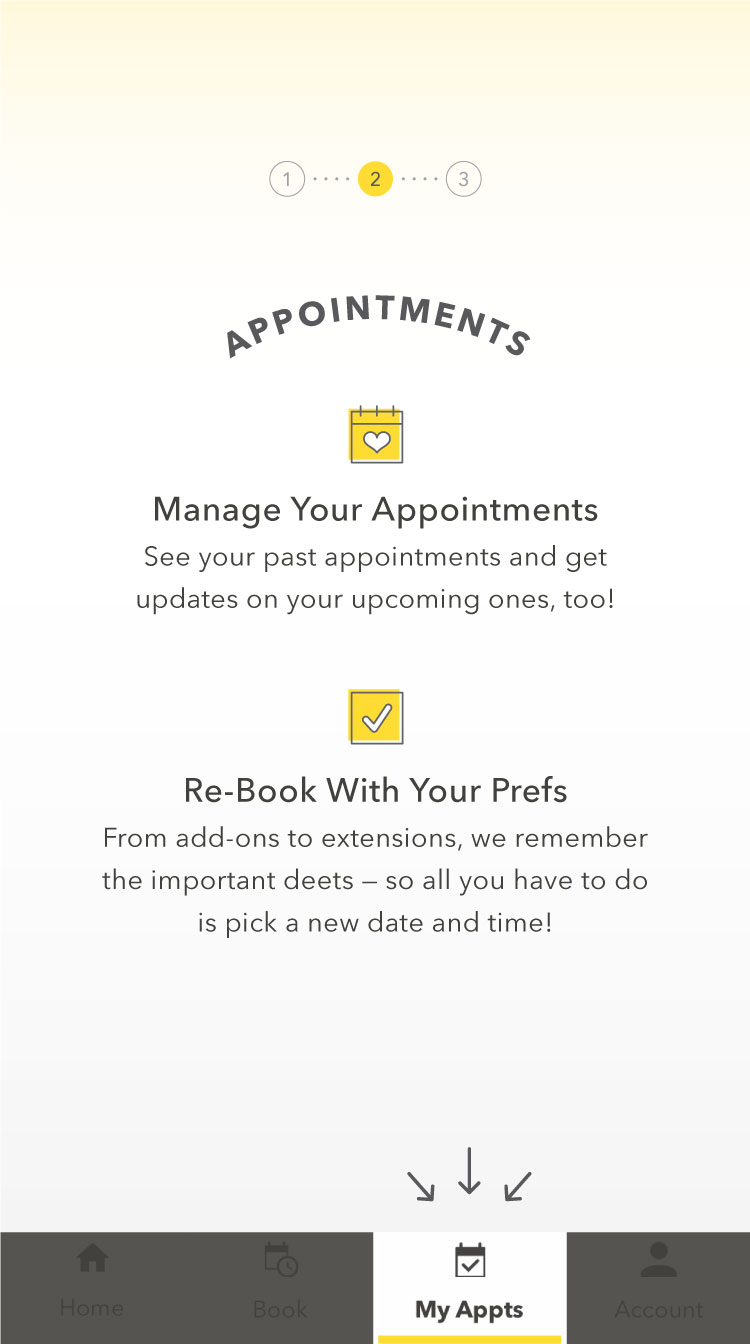 1 .... 2 .... 3
APPOINTMENTS
Manage Your Appointments
See your past appointments and get
updates on your upcoming ones, too!
Re-Book With Your Prefs
From add-ons to extensions, we remember
the important deets – so all you have to do
is pick a new date and time!
Home Book My Appts Account